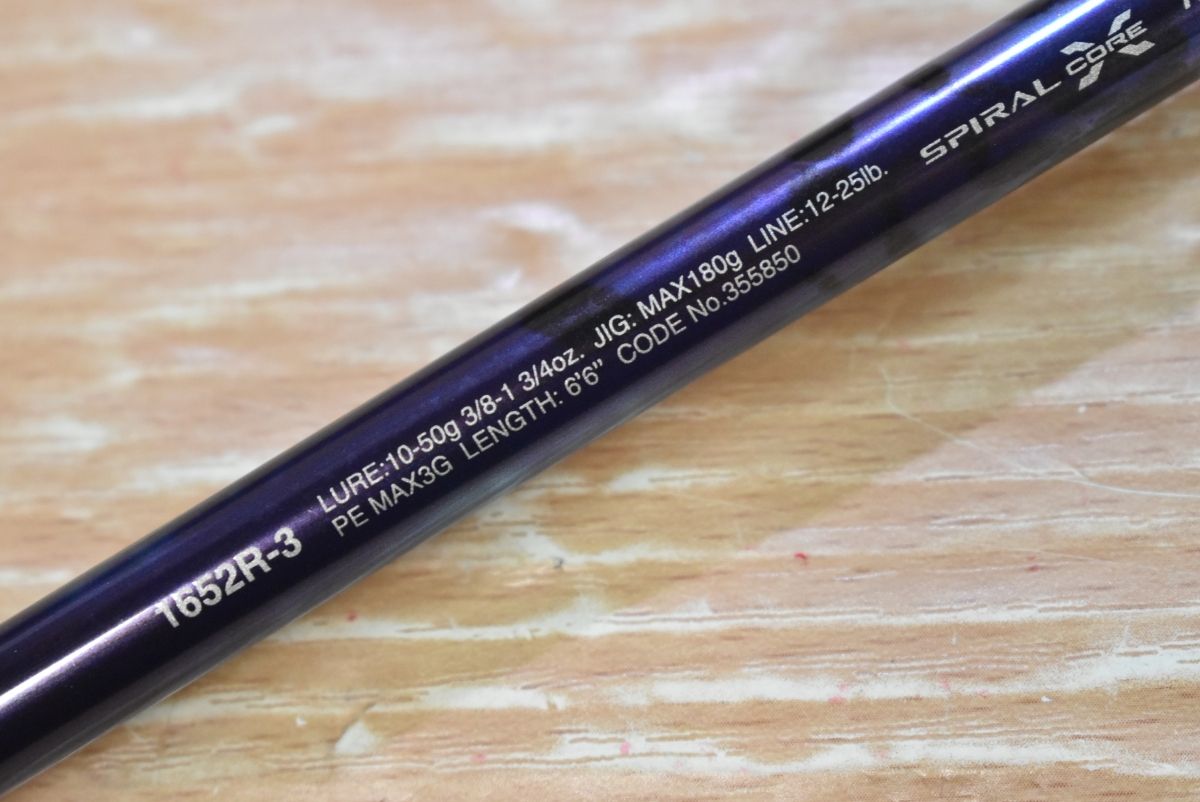 1652R-3
LURE:10-50g 3/8-1 3/4oz. JIG: MAX180g LINE:12-25lb.
PE MAX3G LENGTH: 6'6" CODE No.355850
SPIRAL CORE X